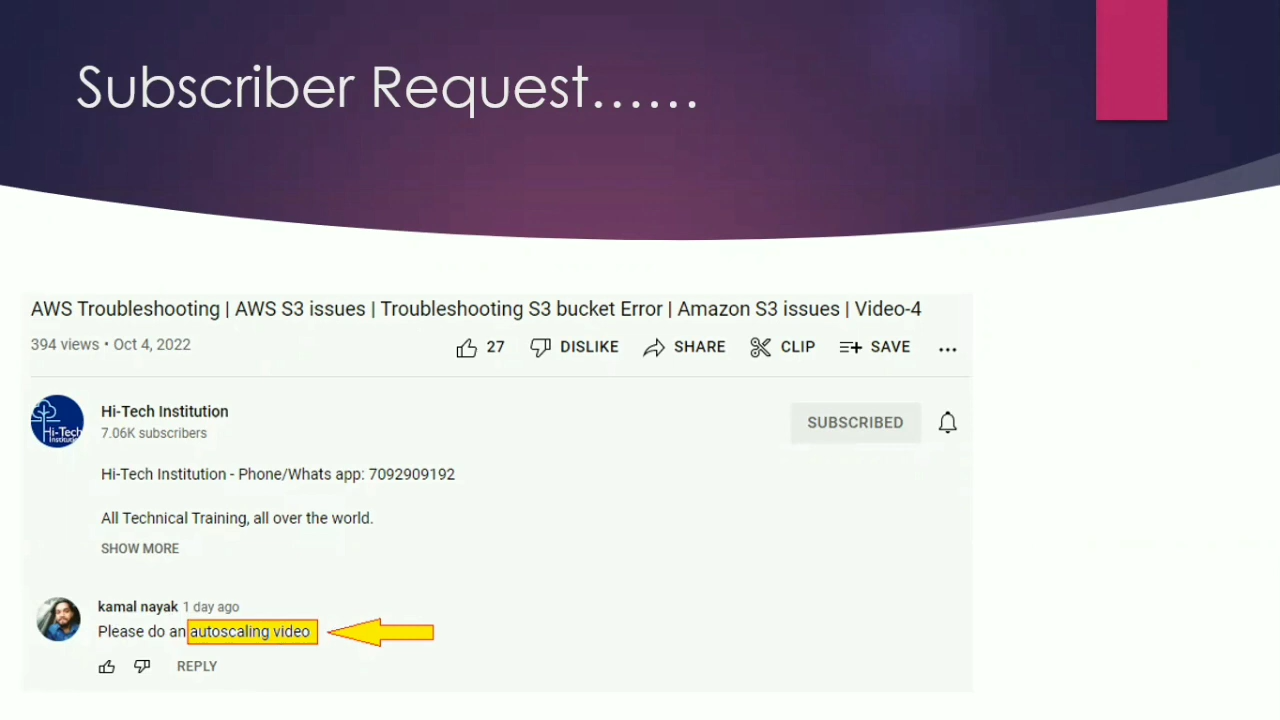 Subscriber Request......
AWS Troubleshooting | AWS S3 issues | Troubleshooting S3 bucket Error | Amazon S3 issues | Video-4
394 views • Oct 4, 2022
27 DISLIKE SHARE CLIP SAVE ...
Hi-Tech Institution
7.06K subscribers
SUBSCRIBED
Hi-Tech
Institution
Hi-Tech Institution - Phone/Whats app: 7092909192
All Technical Training, all over the world.
SHOW MORE
kamal nayak 1 day ago
Please do an autoscaling video
REPLY